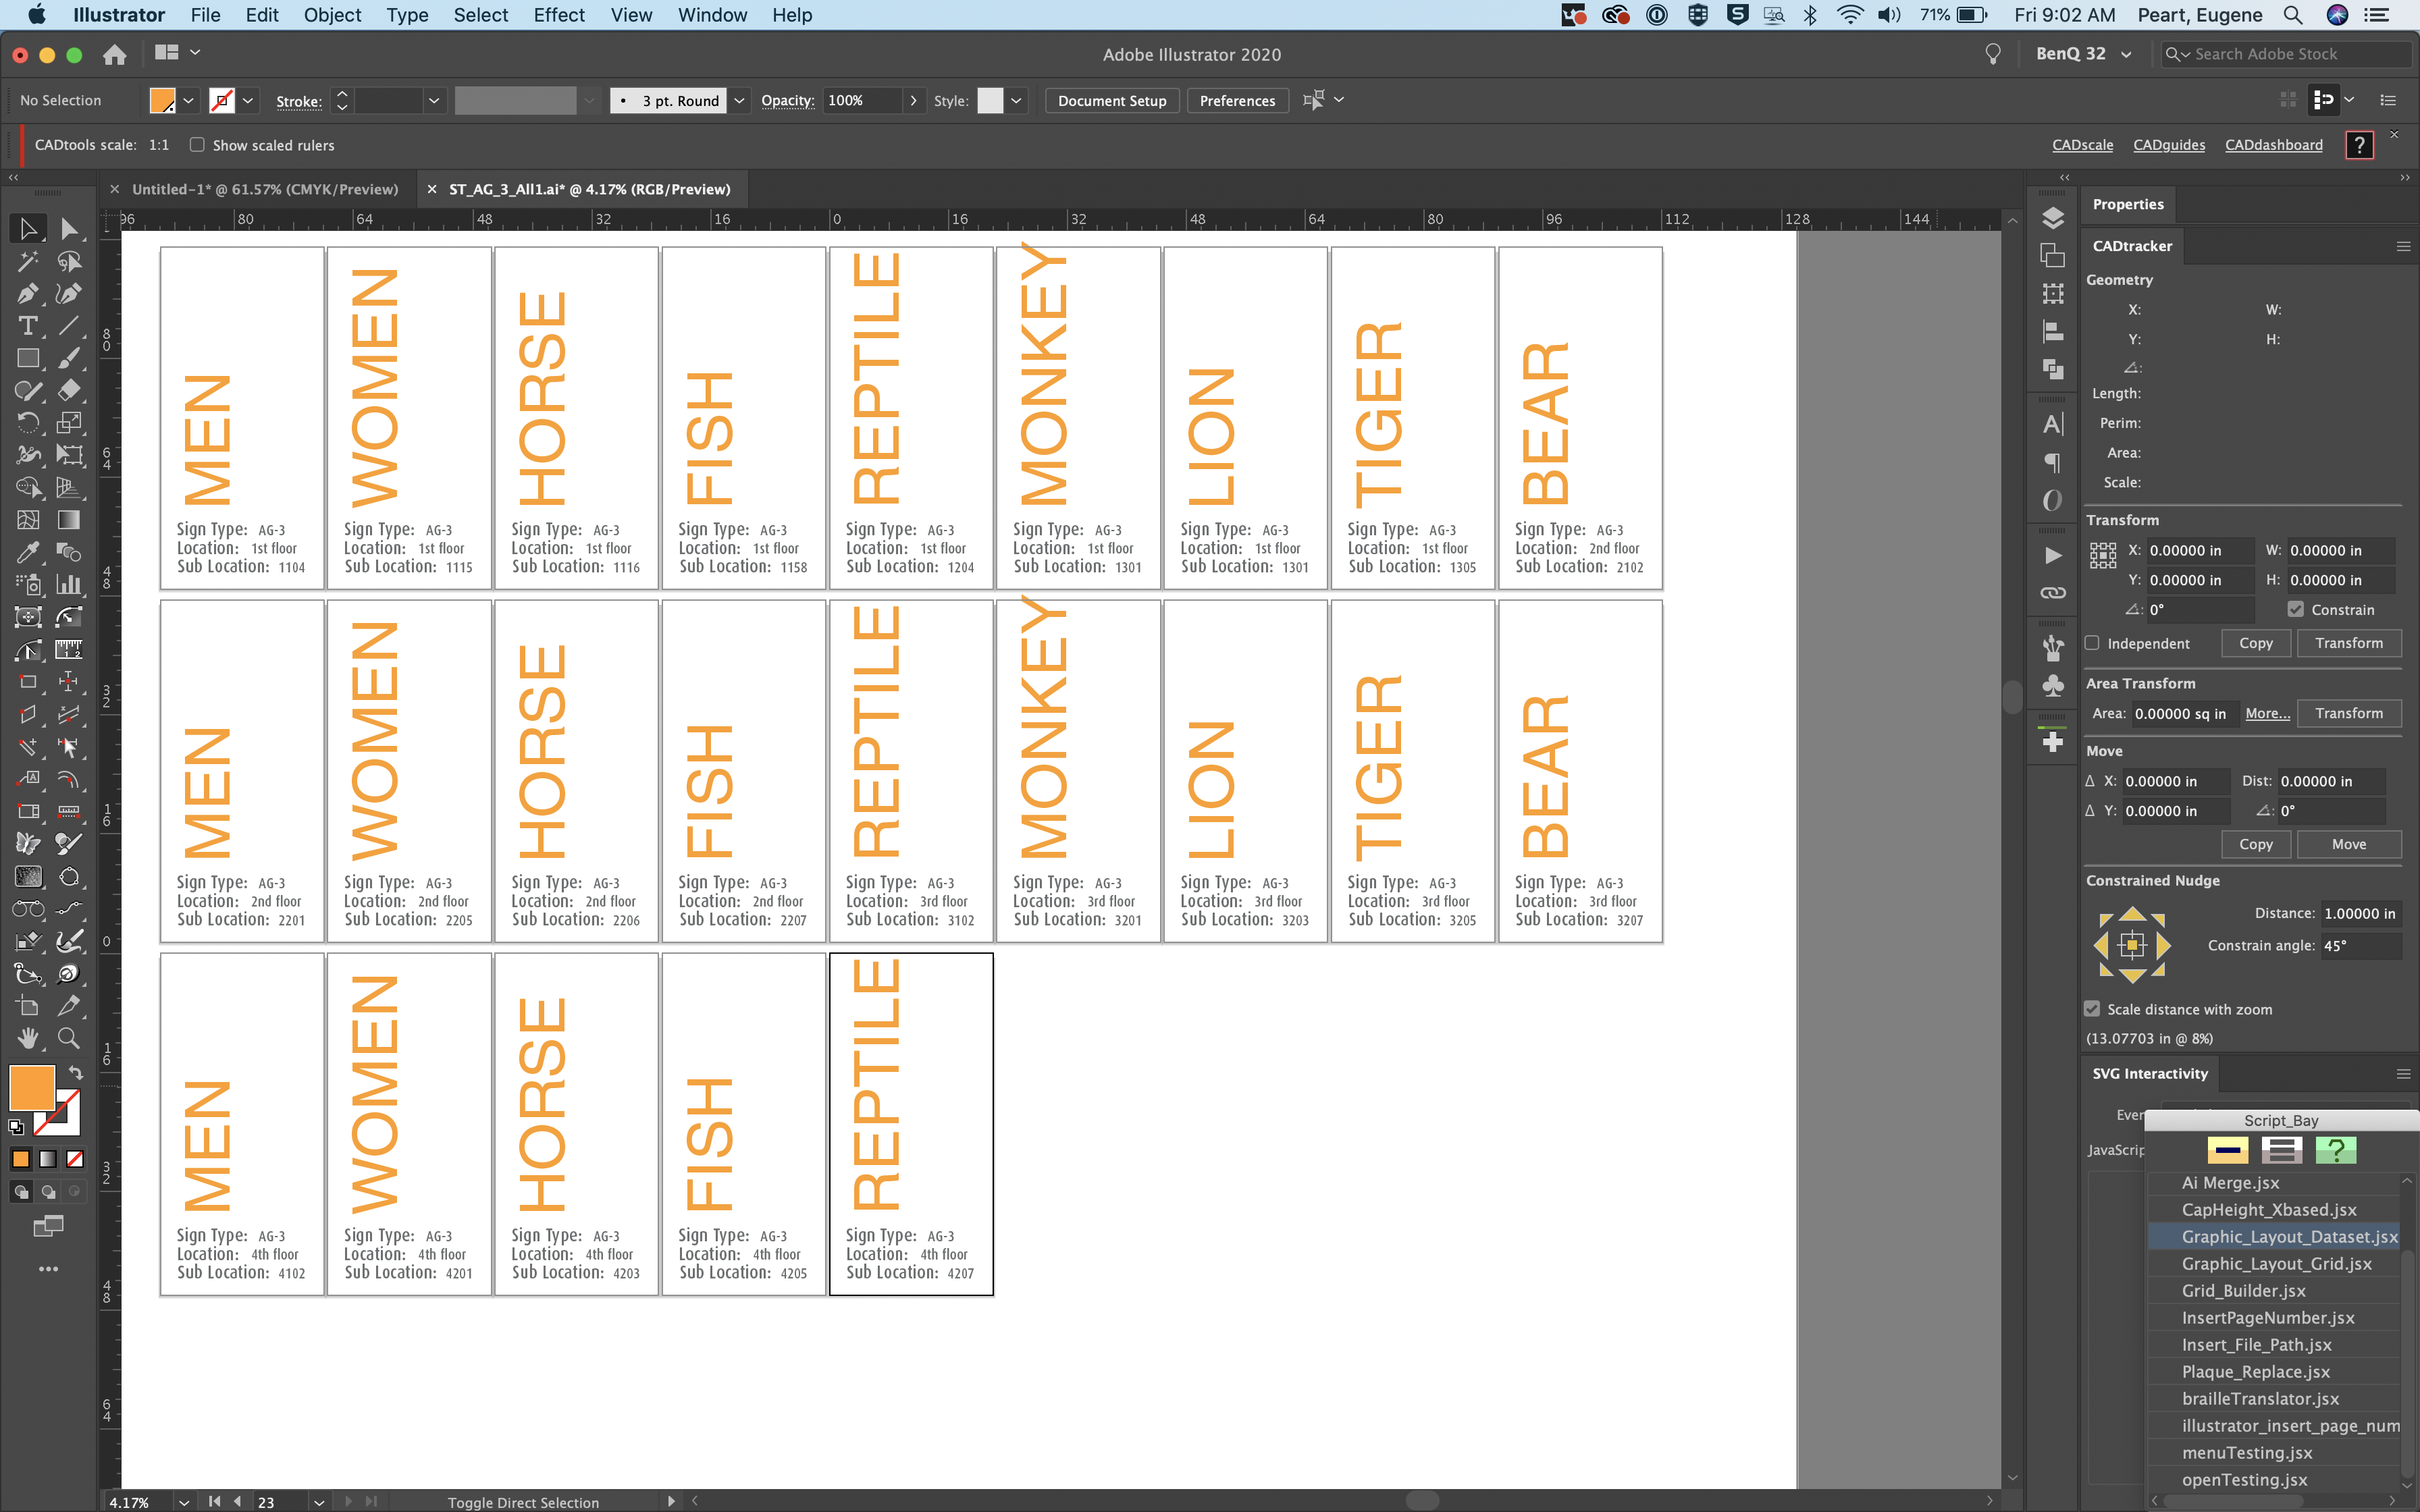 Illustrator File Edit Object Type Select Effect View Window Help
71% Fri 9:02 AM Peart, Eugene
Adobe Illustrator 2020
BenQ 32
Search Adobe Stock
No Selection Stroke: 3 pt. Round Opacity: 100% Style: Document Setup Preferences
CADtools scale: 1:1 Show scaled rulers
CADscale CADguides CADdashboard ?
Untitled-1* @ 61.57% (CMYK/Preview) ST_AG_3_All1.ai* @ 4.17% (RGB/Preview)
96 80 64 48 32 16 0 16 32 48 64 80 96 112 128 144
MEN WOMEN HORSE FISH REPTILE MONKEY LION TIGER BEAR
Sign Type: AG-3 Sign Type: AG-3 Sign Type: AG-3 Sign Type: AG-3 Sign Type: AG-3 Sign Type: AG-3 Sign Type: AG-3 Sign Type: AG-3 Sign Type: AG-3
Location: 1st floor Location: 1st floor Location: 1st floor Location: 1st floor Location: 1st floor Location: 1st floor Location: 1st floor Location: 1st floor Location: 2nd floor
Sub Location: 1104 Sub Location: 1115 Sub Location: 1116 Sub Location: 1158 Sub Location: 1204 Sub Location: 1301 Sub Location: 1301 Sub Location: 1305 Sub Location: 2102
MEN WOMEN HORSE FISH REPTILE MONKEY LION TIGER BEAR
Sign Type: AG-3 Sign Type: AG-3 Sign Type: AG-3 Sign Type: AG-3 Sign Type: AG-3 Sign Type: AG-3 Sign Type: AG-3 Sign Type: AG-3 Sign Type: AG-3
Location: 2nd floor Location: 2nd floor Location: 2nd floor Location: 2nd floor Location: 3rd floor Location: 3rd floor Location: 3rd floor Location: 3rd floor Location: 3rd floor
Sub Location: 2201 Sub Location: 2205 Sub Location: 2206 Sub Location: 2207 Sub Location: 3102 Sub Location: 3201 Sub Location: 3203 Sub Location: 3205 Sub Location: 3207
MEN WOMEN HORSE FISH REPTILE
Sign Type: AG-3 Sign Type: AG-3 Sign Type: AG-3 Sign Type: AG-3 Sign Type: AG-3
Location: 4th floor Location: 4th floor Location: 4th floor Location: 4th floor Location: 4th floor
Sub Location: 4102 Sub Location: 4201 Sub Location: 4203 Sub Location: 4205 Sub Location: 4207
80
64
48
32
16
0
16
32
48
64
4.17% 23 Toggle Direct Selection
Properties
CADtracker
Geometry
X: W:
Y: H:
Length:
Perim:
Area:
Scale:
Transform
X: 0.00000 in W: 0.00000 in
Y: 0.00000 in H: 0.00000 in
0° Constrain
Independent Copy Transform
Area Transform
Area: 0.00000 sq in More... Transform
Move
Δ X: 0.00000 in Dist: 0.00000 in
Δ Y: 0.00000 in 0°
Copy Move
Constrained Nudge
Distance: 1.00000 in
Constrain angle: 45°
Scale distance with zoom
(13.07703 in @ 8%)
SVG Interactivity
Even
JavaScrip
Script_Bay
?
Ai Merge.jsx
CapHeight_Xbased.jsx
Graphic_Layout_Dataset.jsx
Graphic_Layout_Grid.jsx
Grid_Builder.jsx
InsertPageNumber.jsx
Insert_File_Path.jsx
Plaque_Replace.jsx
brailleTranslator.jsx
illustrator_insert_page_num
menuTesting.jsx
openTesting.jsx